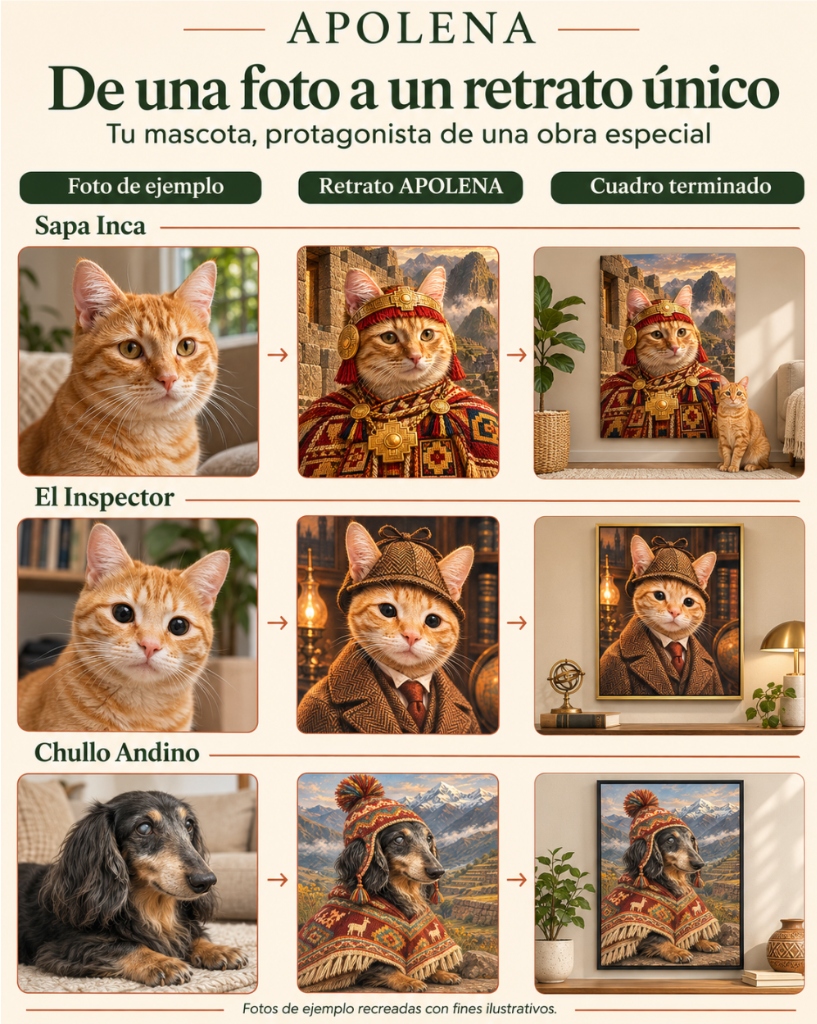 APOLENA
De una foto a un retrato único
Tu mascota, protagonista de una obra especial
Foto de ejemplo
Retrato APOLENA
Cuadro terminado
Sapa Inca
El Inspector
Chullo Andino
Fotos de ejemplo recreadas con fines ilustrativos.